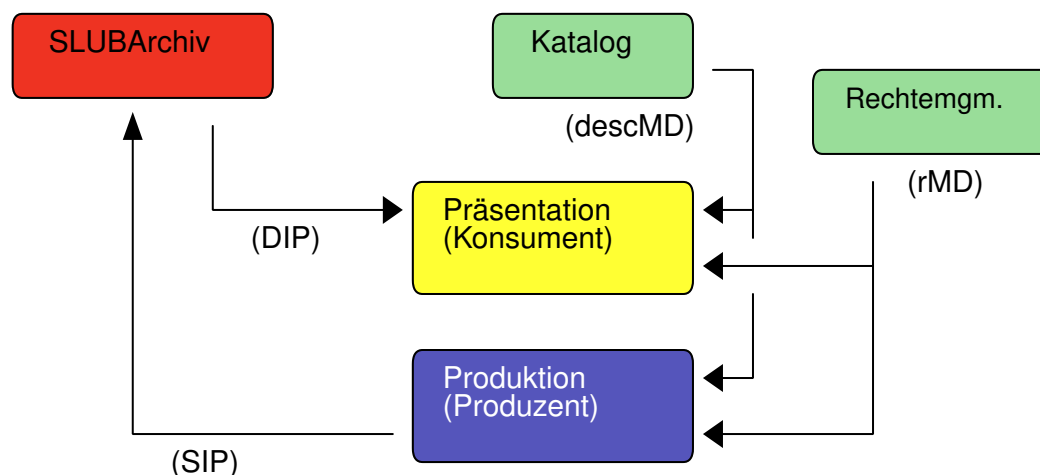 SLUBArchiv
Katalog
(descMD)
Rechtemgm.
(rMD)
(DIP)
Präsentation
(Konsument)
Produktion
(Produzent)
(SIP)